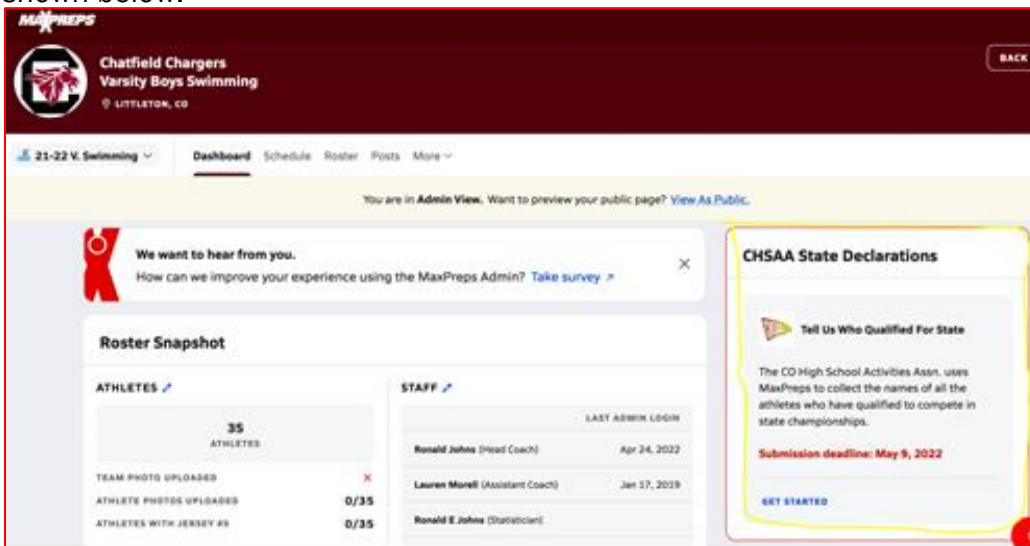 shown below.
MAXPREPS
Chatfield Chargers
Varsity Boys Swimming
LITTLETON, CO
BACK
21-22 V. Swimming
Dashboard Schedule Roster Posts More
You are in Admin View. Want to preview your public page? View As Public.
We want to hear from you.
How can we improve your experience using the MaxPreps Admin? Take survey
Roster Snapshot
ATHLETES
35
ATHLETES
TEAM PHOTO UPLOADED
ATHLETE PHOTOS UPLOADED 0/35
ATHLETES WITH JERSEY #S 0/35
STAFF
LAST ADMIN LOGIN
Ronald Johns (Head Coach) Apr 24, 2022
Lauren Morell (Assistant Coach) Jan 17, 2019
Ronald E Johns (Statistician)
CHSAA State Declarations
Tell Us Who Qualified For State
The CO High School Activities Assn. uses
MaxPreps to collect the names of all the
athletes who have qualified to compete in
state championships.
Submission deadline: May 9, 2022
GET STARTED